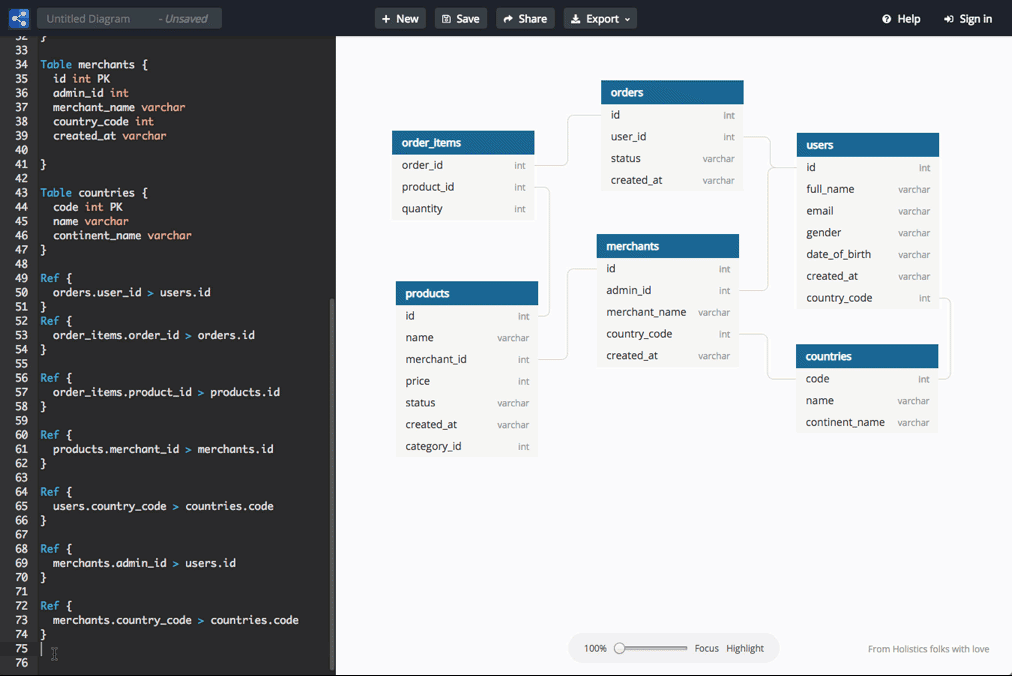 Untitled Diagram - Unsaved
+ New Save Share Export
Help Sign in
32 }
33
34 Table merchants {
35 id int PK
36 admin_id int
37 merchant_name varchar
38 country_code int
39 created_at varchar
40
41 }
42
43 Table countries {
44 code int PK
45 name varchar
46 continent_name varchar
47 }
48
49 Ref {
50 orders.user_id > users.id
51 }
52 Ref {
53 order_items.order_id > orders.id
54 }
55
56 Ref {
57 order_items.product_id > products.id
58 }
59
60 Ref {
61 products.merchant_id > merchants.id
62 }
63
64 Ref {
65 users.country_code > countries.code
66 }
67
68 Ref {
69 merchants.admin_id > users.id
70 }
71
72 Ref {
73 merchants.country_code > countries.code
74 }
75
76
orders
id int
user_id int
status varchar
created_at varchar
order_items
order_id int
product_id int
quantity int
users
id int
full_name varchar
email varchar
gender varchar
date_of_birth varchar
created_at varchar
country_code int
merchants
id int
admin_id int
merchant_name varchar
country_code int
created_at varchar
products
id int
name varchar
merchant_id int
price int
status varchar
created_at varchar
category_id int
countries
code int
name varchar
continent_name varchar
100% Focus Highlight
From Holistics folks with love